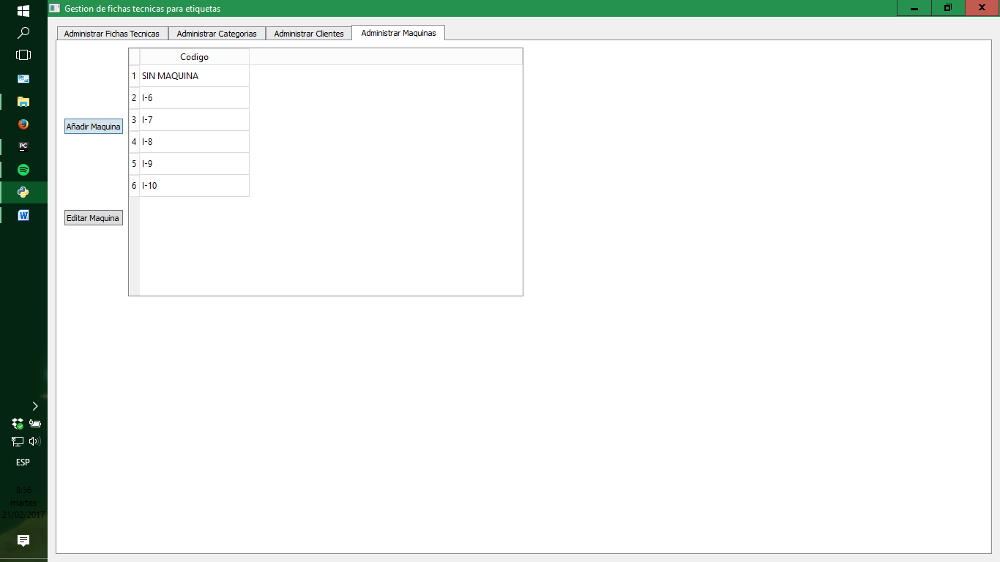 Gestion de fichas tecnicas para etiquetas
Administrar Fichas Tecnicas
Administrar Categorias
Administrar Clientes
Administrar Maquinas
Codigo
1 SIN MAQUINA
2 I-6
3 I-7
4 I-8
5 I-9
6 I-10
Añadir Maquina
Editar Maquina
PC
W
ESP
8:56
martes
21/02/2017